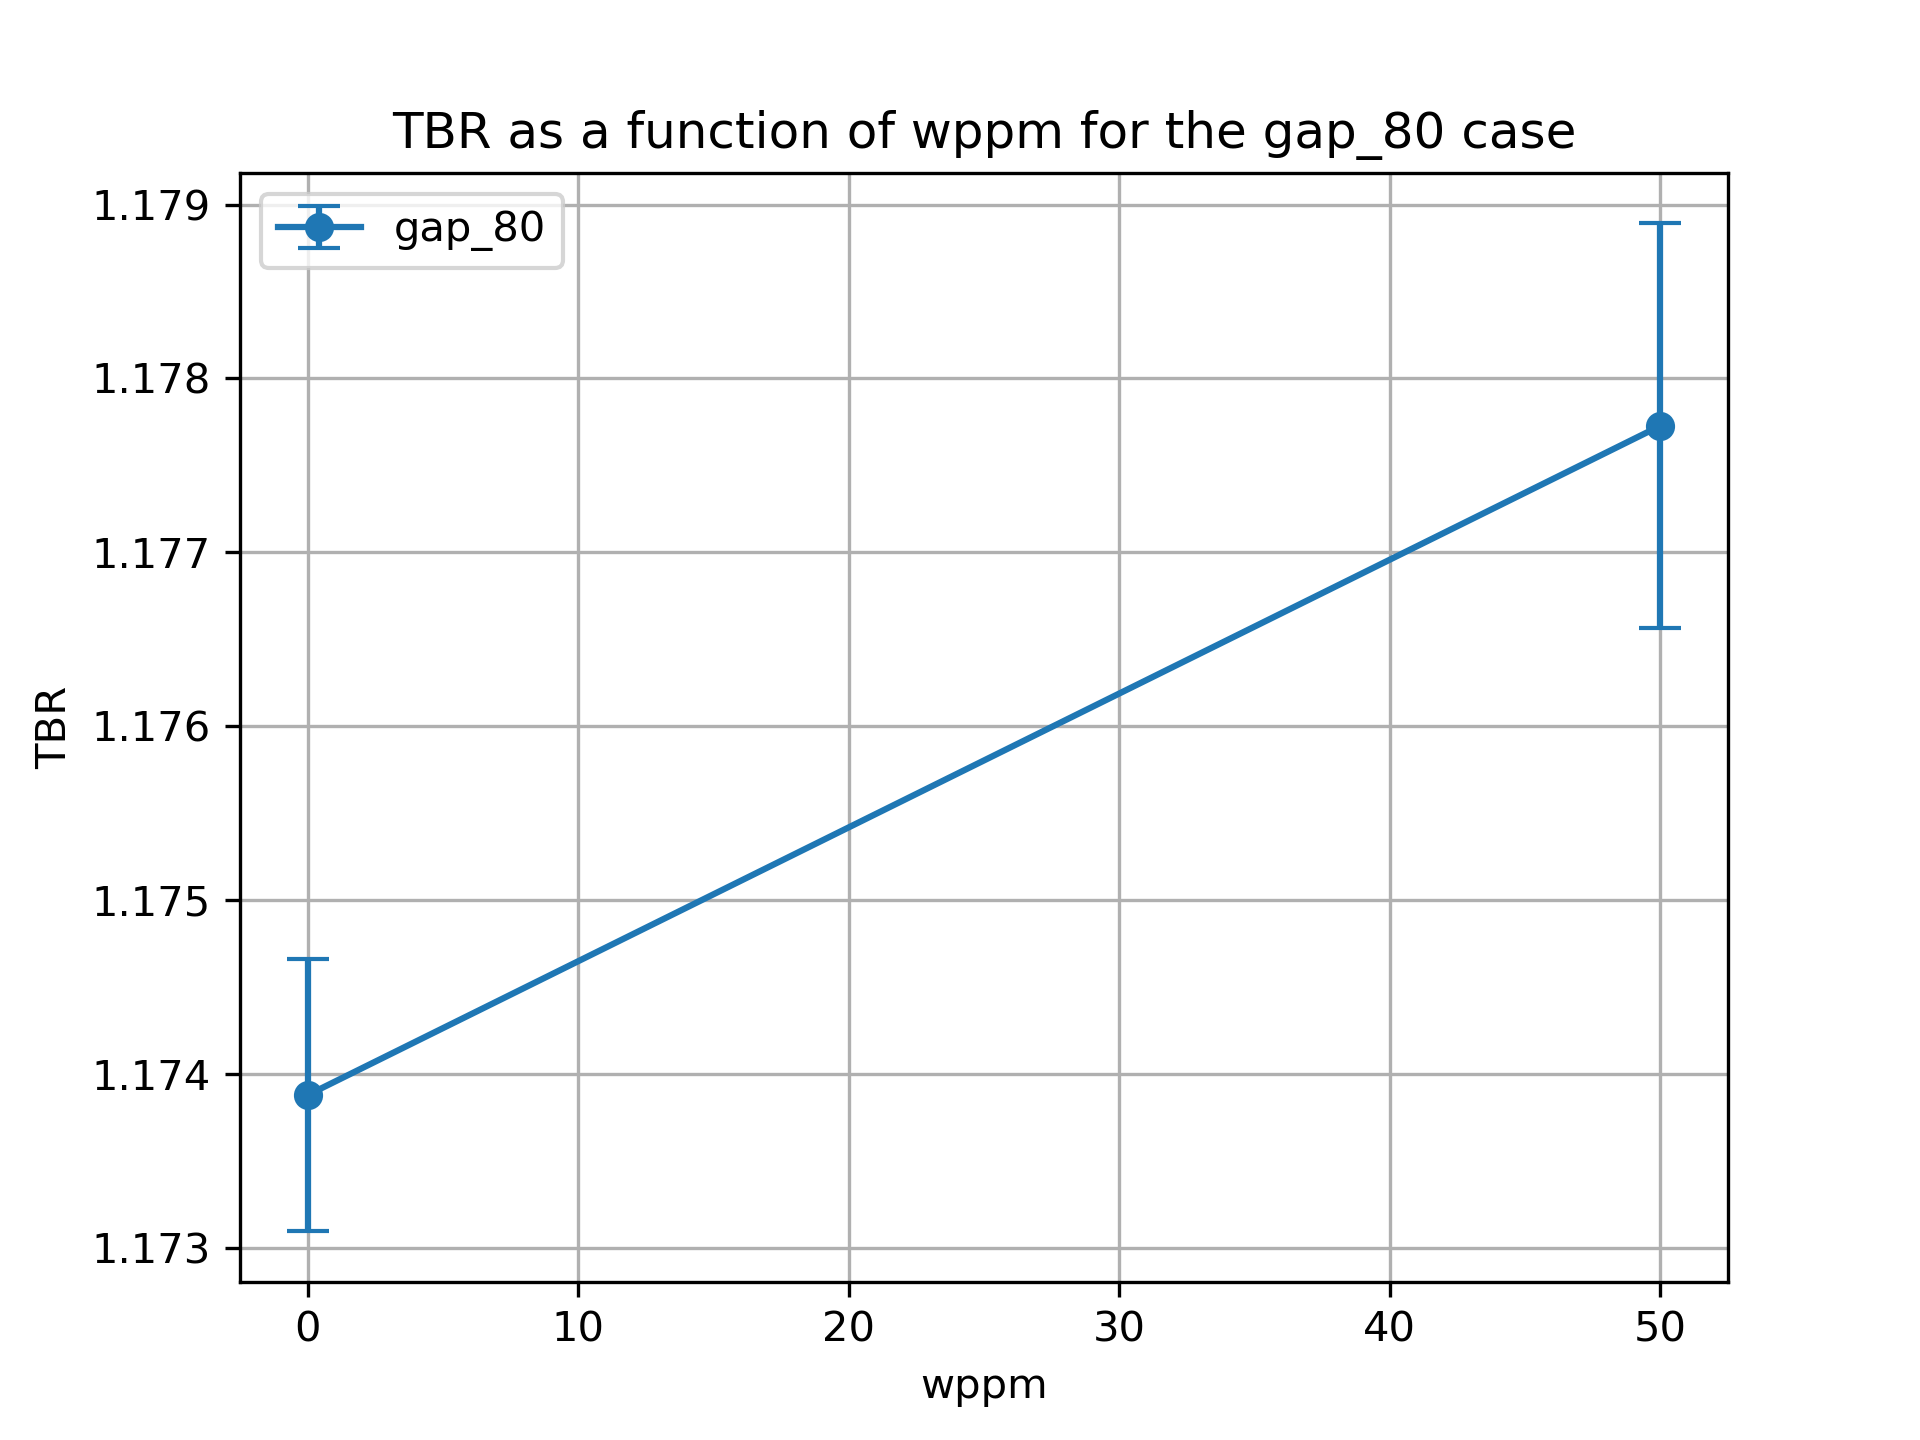 TBR as a function of wppm for the gap_80 case
gap_80
1.179
1.178
1.177
1.176
1.175
1.174
1.173
TBR
0 10 20 30 40 50
wppm